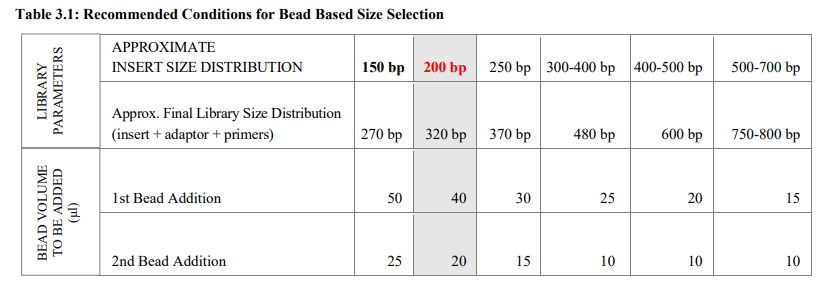 Table 3.1: Recommended Conditions for Bead Based Size Selection
LIBRARY
PARAMETERS
APPROXIMATE
INSERT SIZE DISTRIBUTION 150 bp 200 bp 250 bp 300-400 bp 400-500 bp 500-700 bp
Approx. Final Library Size Distribution
(insert + adaptor + primers) 270 bp 320 bp 370 bp 480 bp 600 bp 750-800 bp
BEAD VOLUME
TO BE ADDED
(µl)
1st Bead Addition 50 40 30 25 20 15
2nd Bead Addition 25 20 15 10 10 10